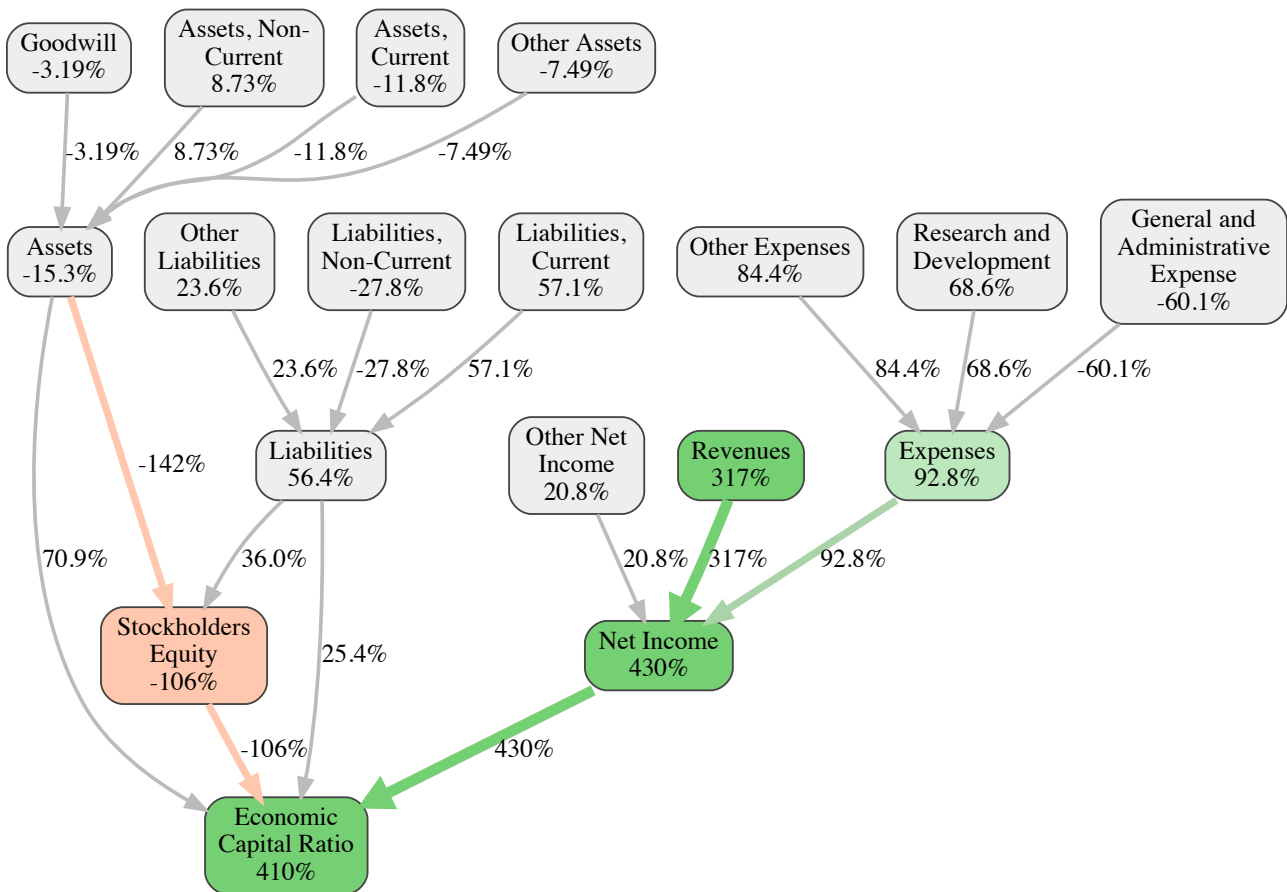 Goodwill
-3.19%
Assets, Non-
Current
8.73%
Assets,
Current
-11.8%
Other Assets
-7.49%
-3.19%
8.73%
-11.8%
-7.49%
Assets
-15.3%
Other
Liabilities
23.6%
Liabilities,
Non-Current
-27.8%
Liabilities,
Current
57.1%
Other Expenses
84.4%
Research and
Development
68.6%
General and
Administrative
Expense
-60.1%
23.6%
-27.8%
57.1%
84.4%
68.6%
-60.1%
-142%
Liabilities
56.4%
Other Net
Income
20.8%
Revenues
317%
Expenses
92.8%
70.9%
36.0%
20.8%
317%
92.8%
Stockholders
Equity
-106%
25.4%
Net Income
430%
-106%
430%
Economic
Capital Ratio
410%